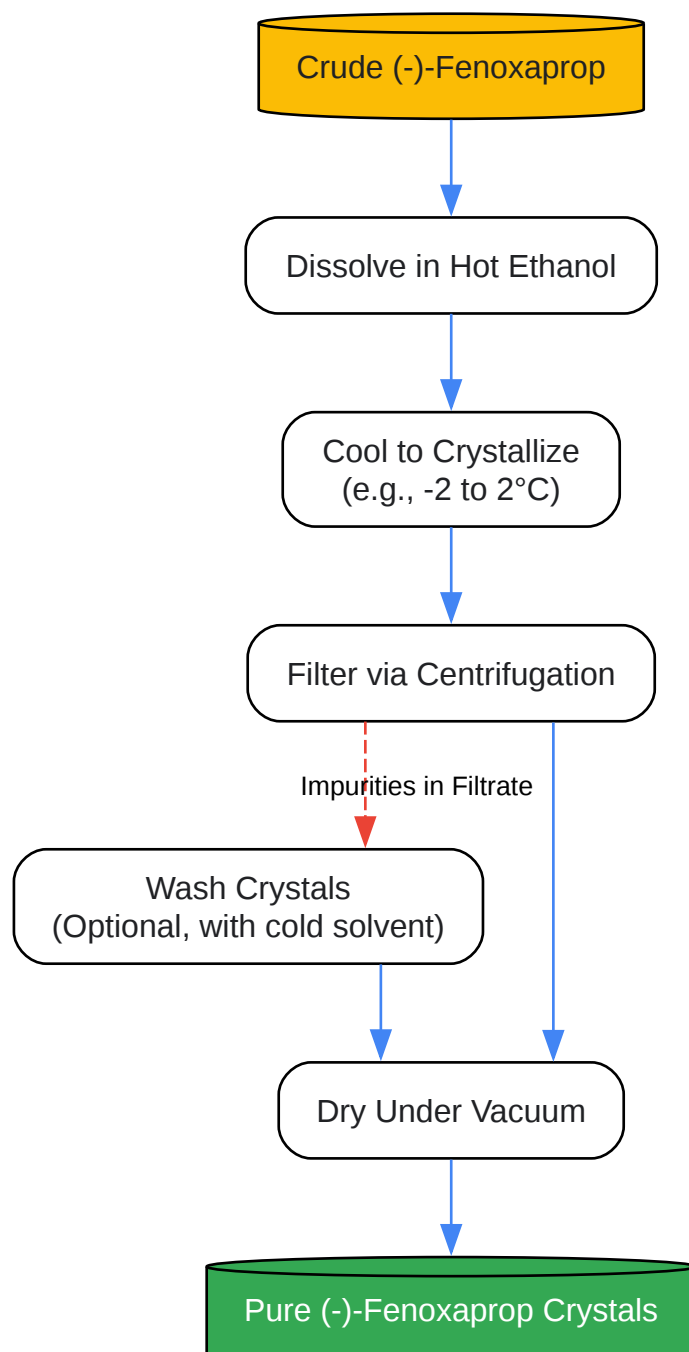 Crude (-)-Fenoxaprop
Dissolve in Hot Ethanol
Cool to Crystallize
(e.g., -2 to 2°C)
Filter via Centrifugation
Impurities in Filtrate
Wash Crystals
(Optional, with cold solvent)
Dry Under Vacuum
Pure (-)-Fenoxaprop Crystals